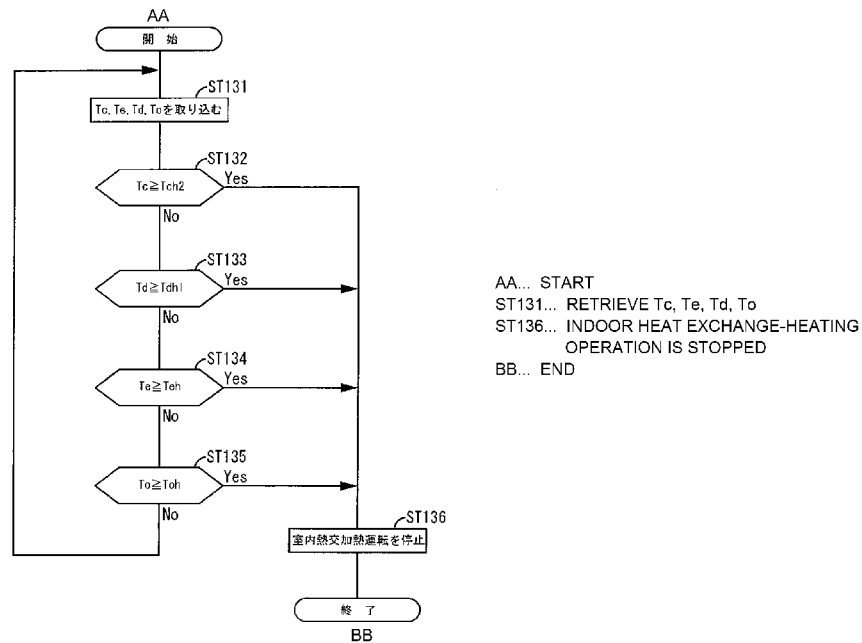 AA
開 始
ST131
Tc, Te, Td, Toを取り込む
ST132
Tc≧Tch2
Yes
No
ST133
Td≧Tdh1
Yes
No
ST134
Te≧Teh
Yes
No
ST135
To≧Toh
Yes
No
ST136
室内熱交加熱運転を停止
終 了
BB
AA... START
ST131... RETRIEVE Tc, Te, Td, To
ST136... INDOOR HEAT EXCHANGE-HEATING
OPERATION IS STOPPED
BB... END